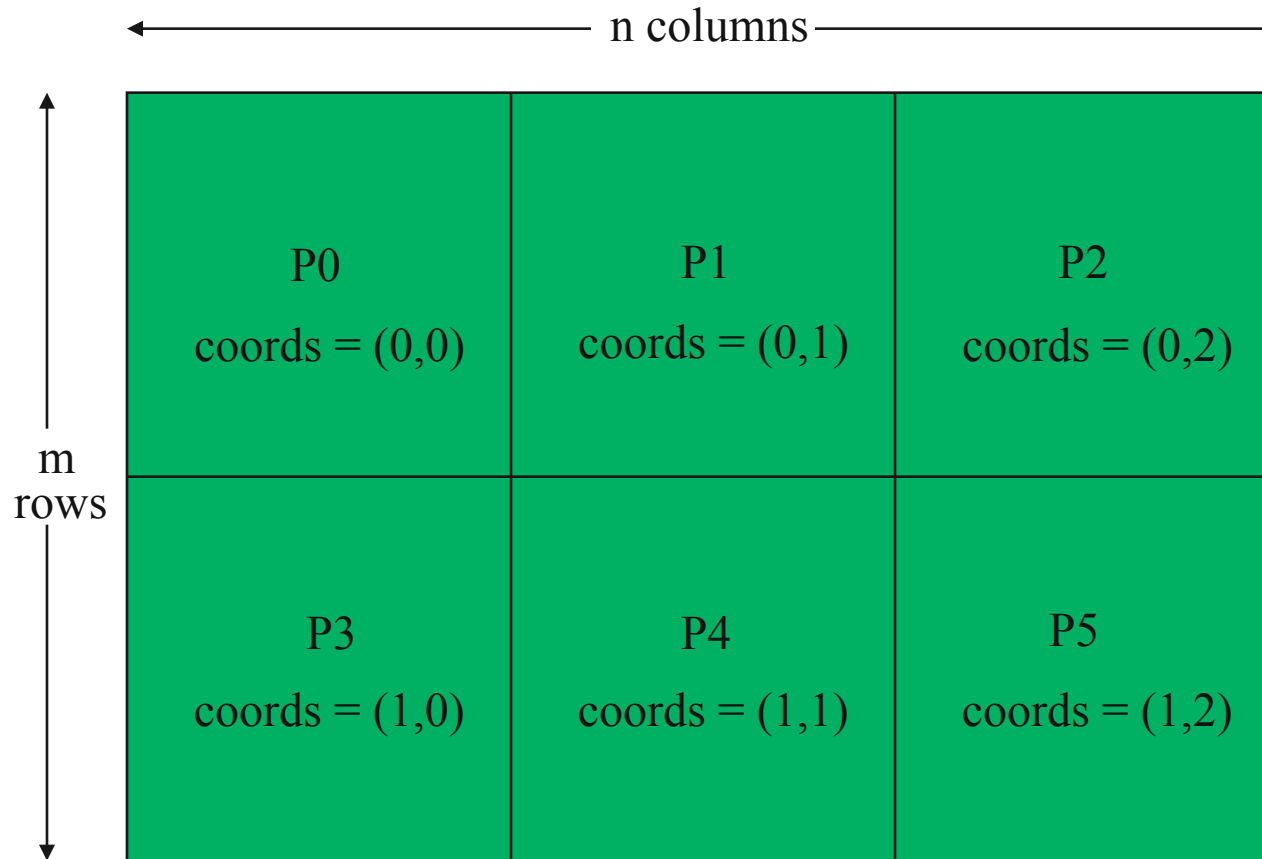 n columns
m
rows
P0
coords = (0,0)
P1
coords = (0,1)
P2
coords = (0,2)
P3
coords = (1,0)
P4
coords = (1,1)
P5
coords = (1,2)